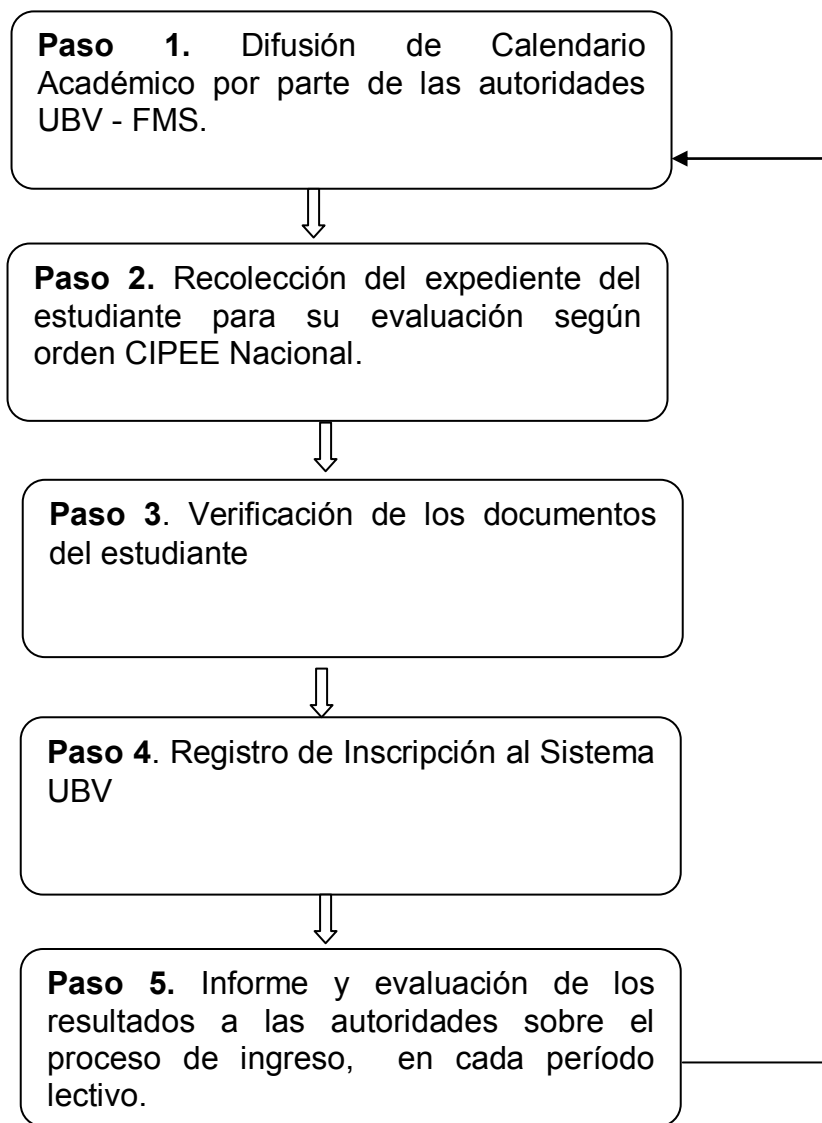 Paso 1. Difusión de Calendario
Académico por parte de las autoridades
UBV - FMS.
Paso 2. Recolección del expediente del
estudiante para su evaluación según
orden CIPEE Nacional.
Paso 3. Verificación de los documentos
del estudiante
Paso 4. Registro de Inscripción al Sistema
UBV
Paso 5. Informe y evaluación de los
resultados a las autoridades sobre el
proceso de ingreso, en cada período
lectivo.